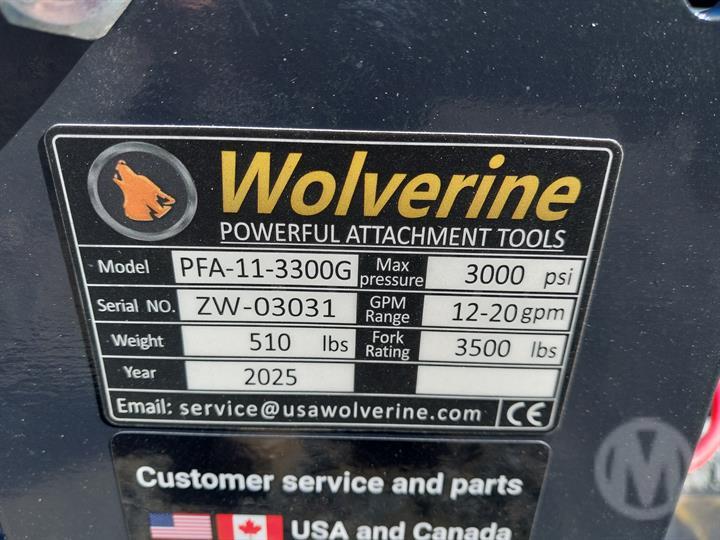 Wolverine
POWERFUL ATTACHMENT TOOLS
Model PFA-11-3300G Max pressure 3000 psi
Serial NO. ZW-03031 GPM Range 12-20 gpm
Weight 510 lbs Fork Rating 3500 lbs
Year 2025
Email: service@usawolverine.com CE
Customer service and parts
USA and Canada
M